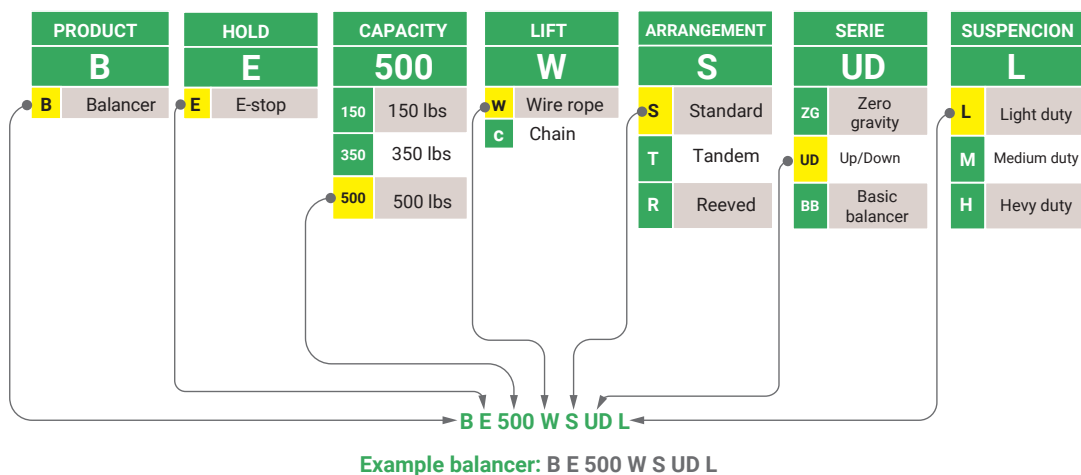 PRODUCT HOLD CAPACITY LIFT ARRANGEMENT SERIE SUSPENCION
B E 500 W S UD L
B Balancer
E E-stop
150 150 lbs
350 350 lbs
500 500 lbs
w Wire rope
c Chain
S Standard
T Tandem
R Reeved
ZG Zero
gravity
UD Up/Down
BB Basic
balancer
L Light duty
M Medium duty
H Hevy duty
B E 500 W S UD L
Example balancer: B E 500 W S UD L